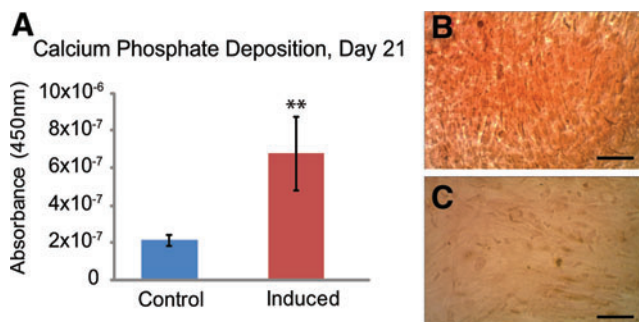 A
Calcium Phosphate Deposition, Day 21
Absorbance (450nm)
10x10-6
8x10-7
6x10-7
4x10-7
2x10-7
0
**
Control
Induced
B
C